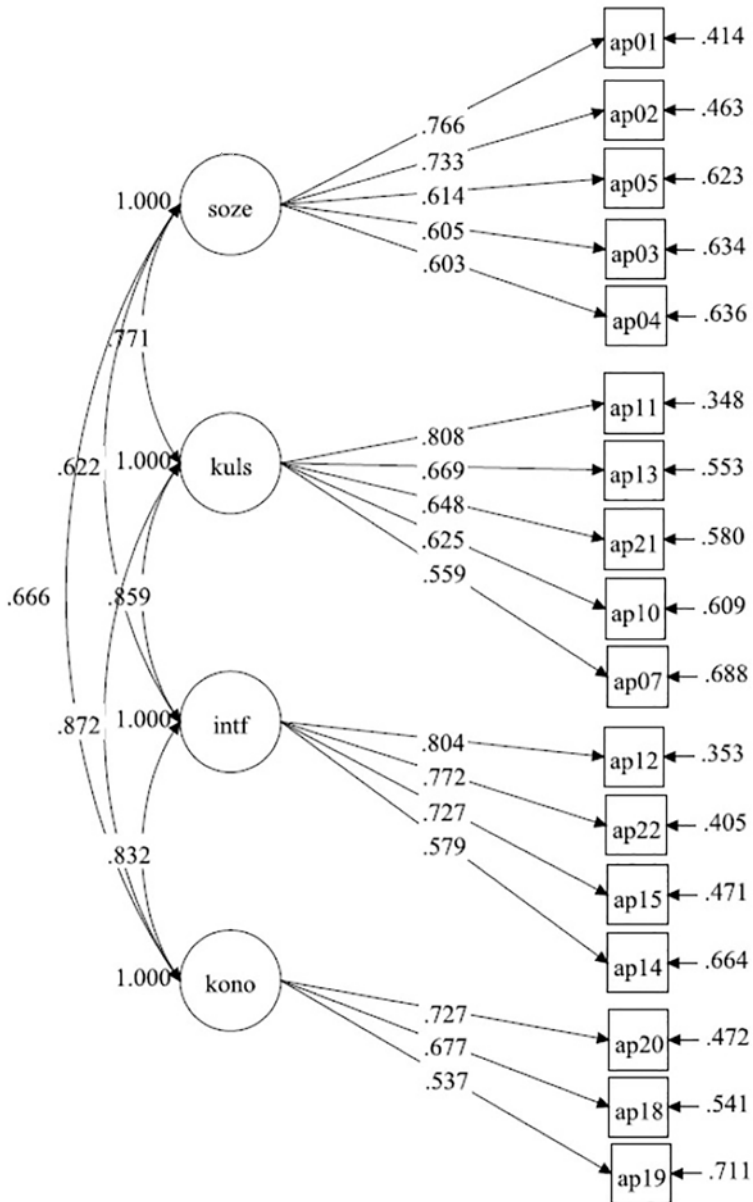 ap01 .414
.766
ap02 .463
.733
ap05 .623
.614
.605
ap03 .634
.603
ap04 .636
1.000 soze
.771
ap11 .348
.808
1.000 kuls
.669
ap13 .553
.648
ap21 .580
.625
ap10 .609
.559
ap07 .688
.622
.859
.666
1.000 intf
.804
ap12 .353
.772
ap22 .405
.727
ap15 .471
.579
ap14 .664
.872
.832
1.000 kono
.727
ap20 .472
.677
ap18 .541
.537
ap19 .711